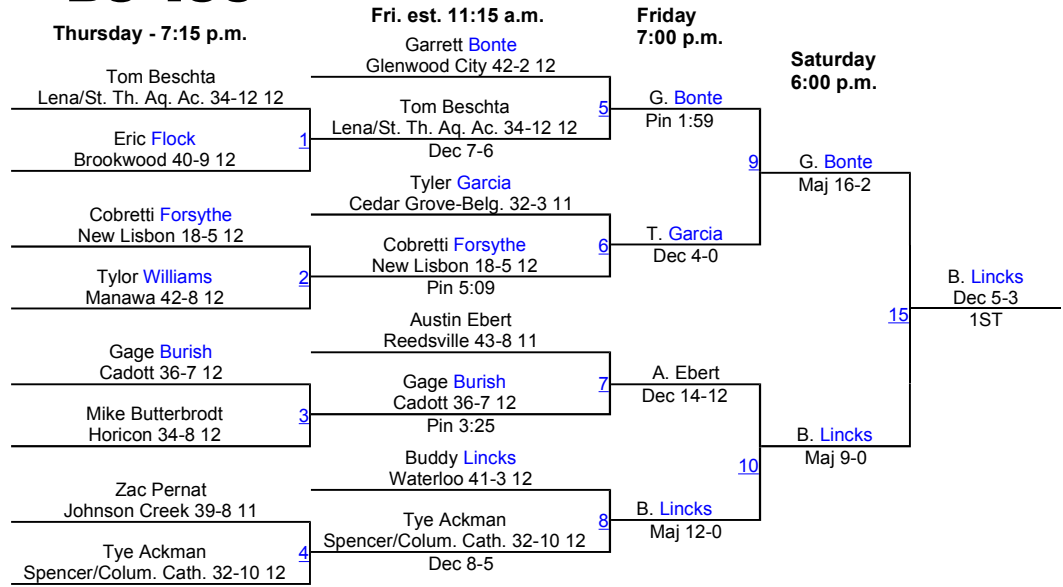 Thursday - 7:15 p.m.
Tom Beschta
Lena/St. Th. Aq. Ac. 34-12 12
Eric Flock
Brookwood 40-9 12
1
Cobretti Forsythe
New Lisbon 18-5 12
Tylor Williams
Manawa 42-8 12
2
Gage Burish
Cadott 36-7 12
Mike Butterbrodt
Horicon 34-8 12
3
Zac Pernat
Johnson Creek 39-8 11
Tye Ackman
Spencer/Colum. Cath. 32-10 12
4
Fri. est. 11:15 a.m.
Garrett Bonte
Glenwood City 42-2 12
Tom Beschta
Lena/St. Th. Aq. Ac. 34-12 12
Dec 7-6
5
Tyler Garcia
Cedar Grove-Belg. 32-3 11
Cobretti Forsythe
New Lisbon 18-5 12
Pin 5:09
6
Austin Ebert
Reedsville 43-8 11
Gage Burish
Cadott 36-7 12
Pin 3:25
7
Buddy Lincks
Waterloo 41-3 12
Tye Ackman
Spencer/Colum. Cath. 32-10 12
Dec 8-5
8
Friday
7:00 p.m.
G. Bonte
Pin 1:59
9
T. Garcia
Dec 4-0
A. Ebert
Dec 14-12
10
B. Lincks
Maj 12-0
Saturday
6:00 p.m.
G. Bonte
Maj 16-2
15
B. Lincks
Maj 9-0
B. Lincks
Dec 5-3
1ST